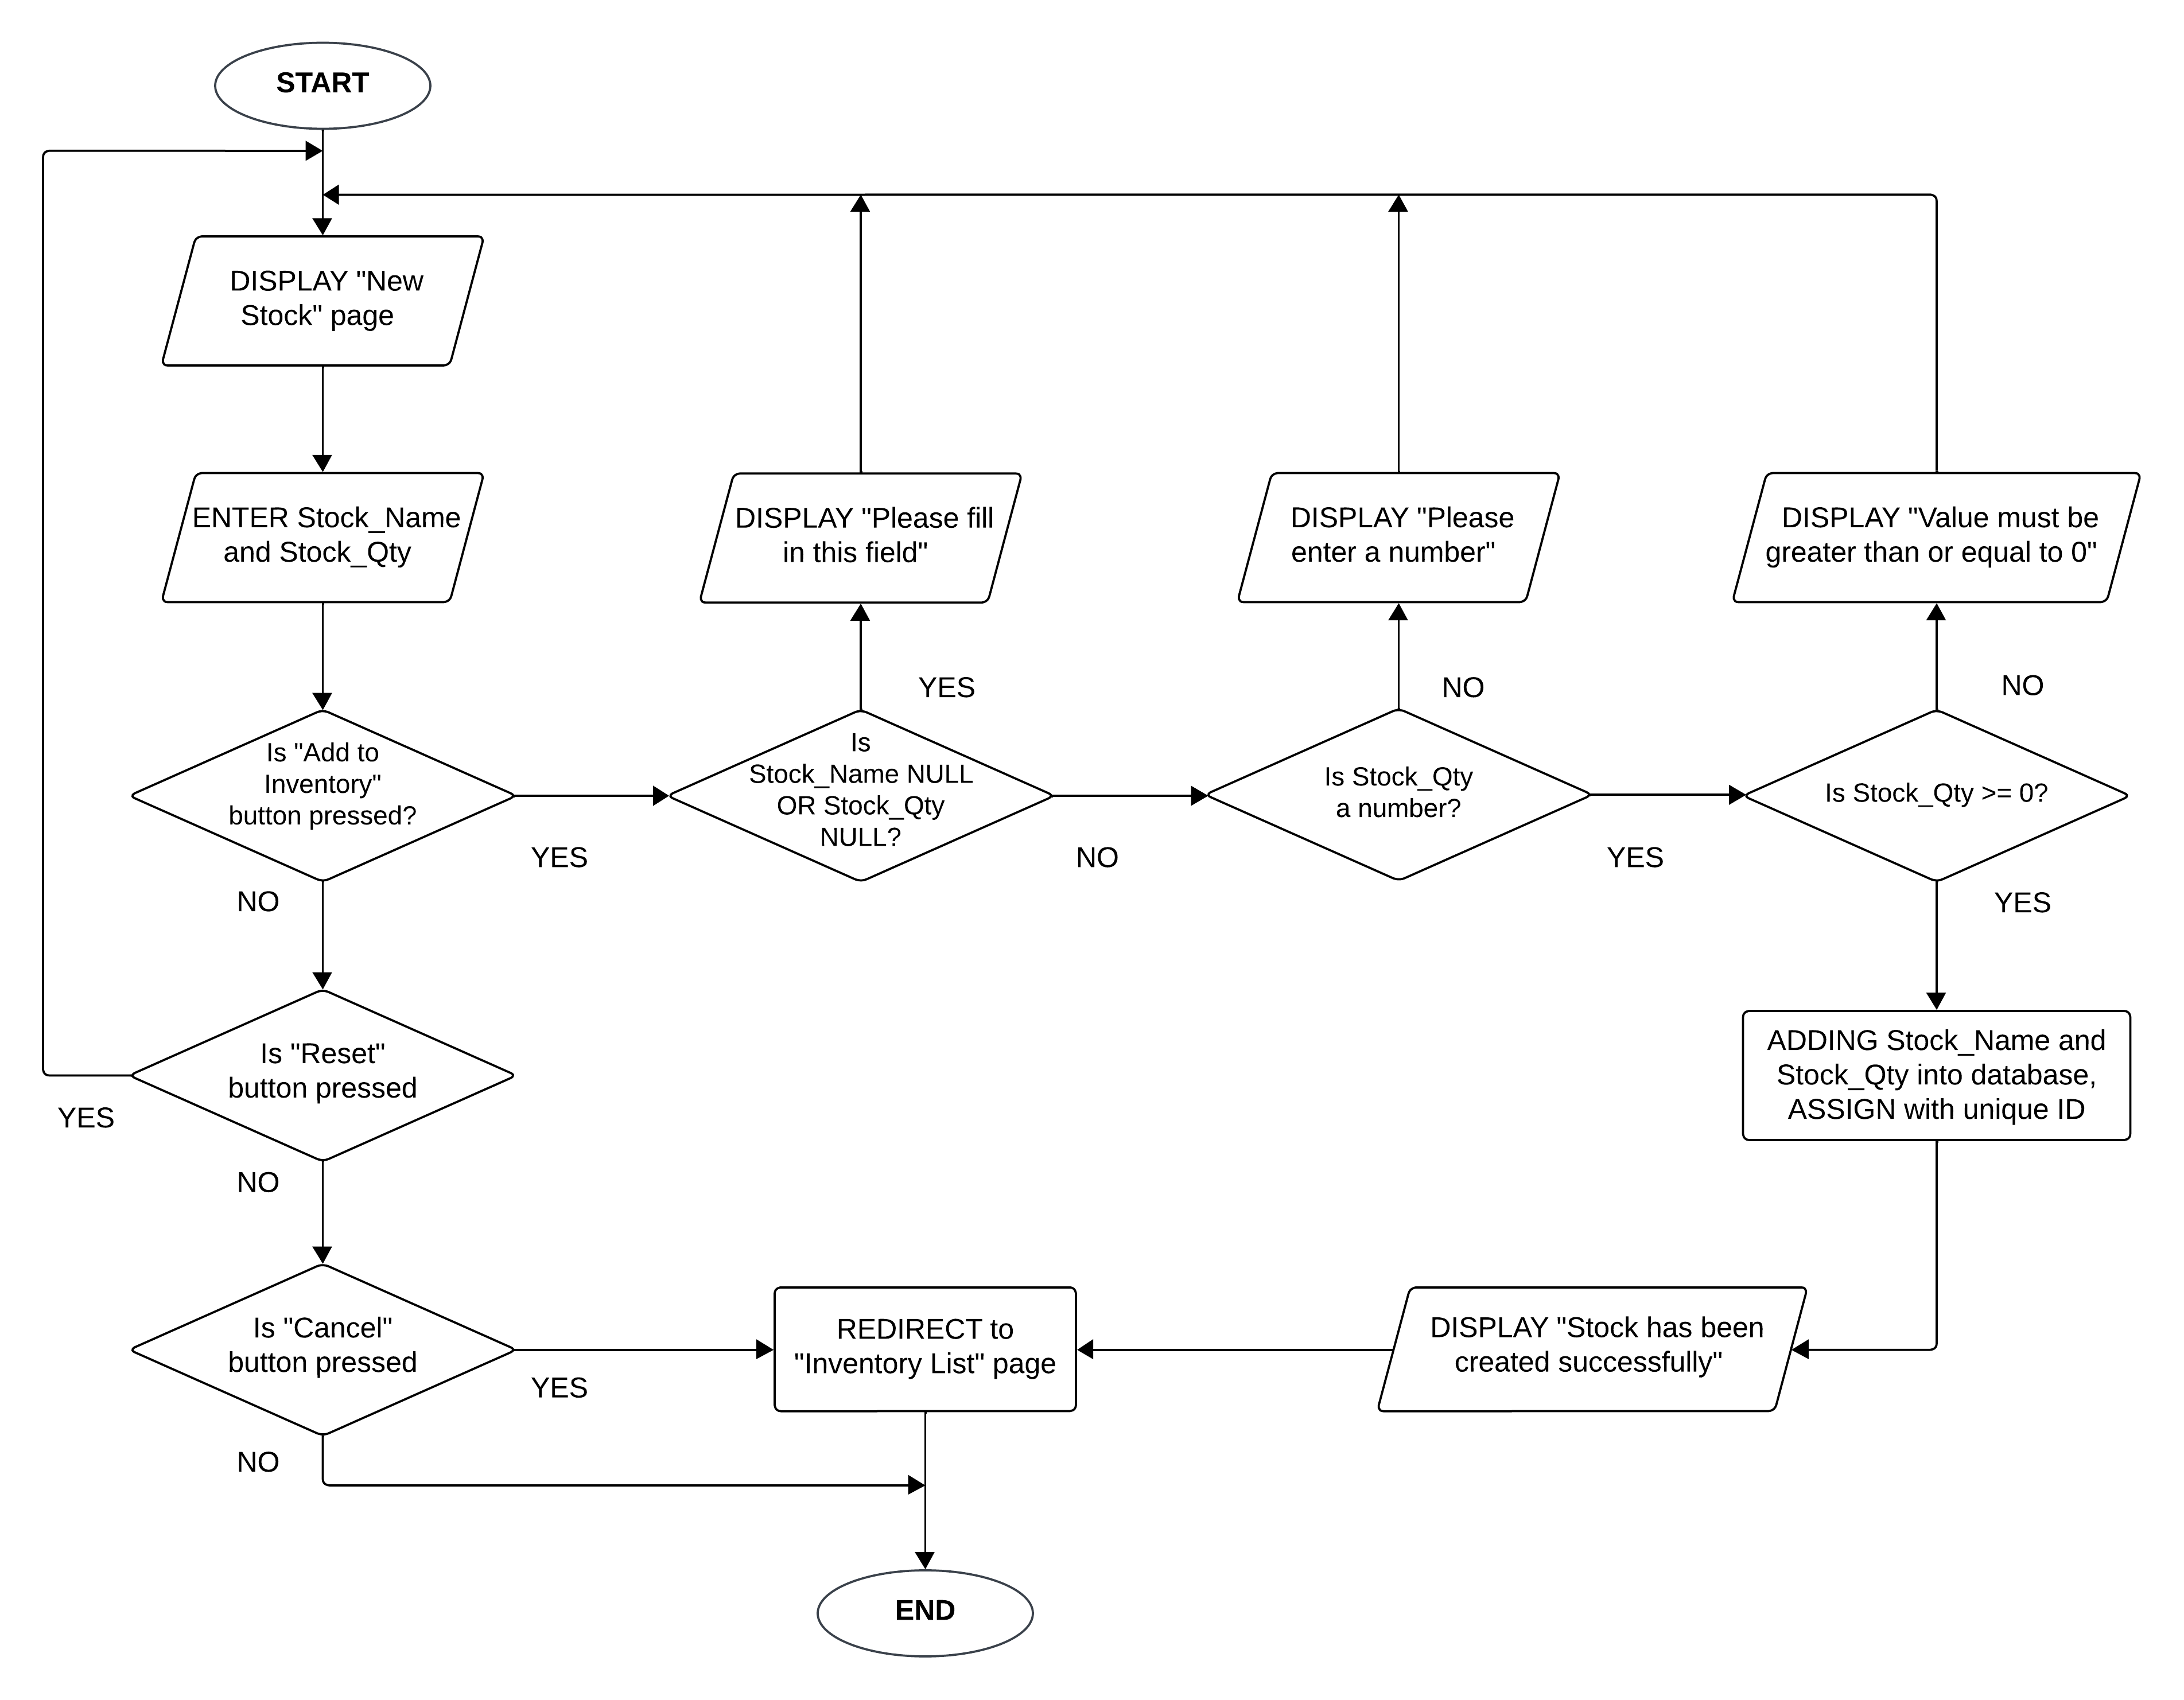 START
DISPLAY "New
Stock" page
ENTER Stock_Name
and Stock_Qty
DISPLAY "Please fill
in this field"
DISPLAY "Please
enter a number"
DISPLAY "Value must be
greater than or equal to 0"
YES
NO
NO
Is "Add to
Inventory"
button pressed?
YES
Is
Stock_Name NULL
OR Stock_Qty
NULL?
NO
Is Stock_Qty
a number?
YES
Is Stock_Qty >= 0?
NO
YES
Is "Reset"
button pressed
YES
ADDING Stock_Name and
Stock_Qty into database,
ASSIGN with unique ID
NO
Is "Cancel"
button pressed
YES
REDIRECT to
"Inventory List" page
DISPLAY "Stock has been
created successfully"
NO
END